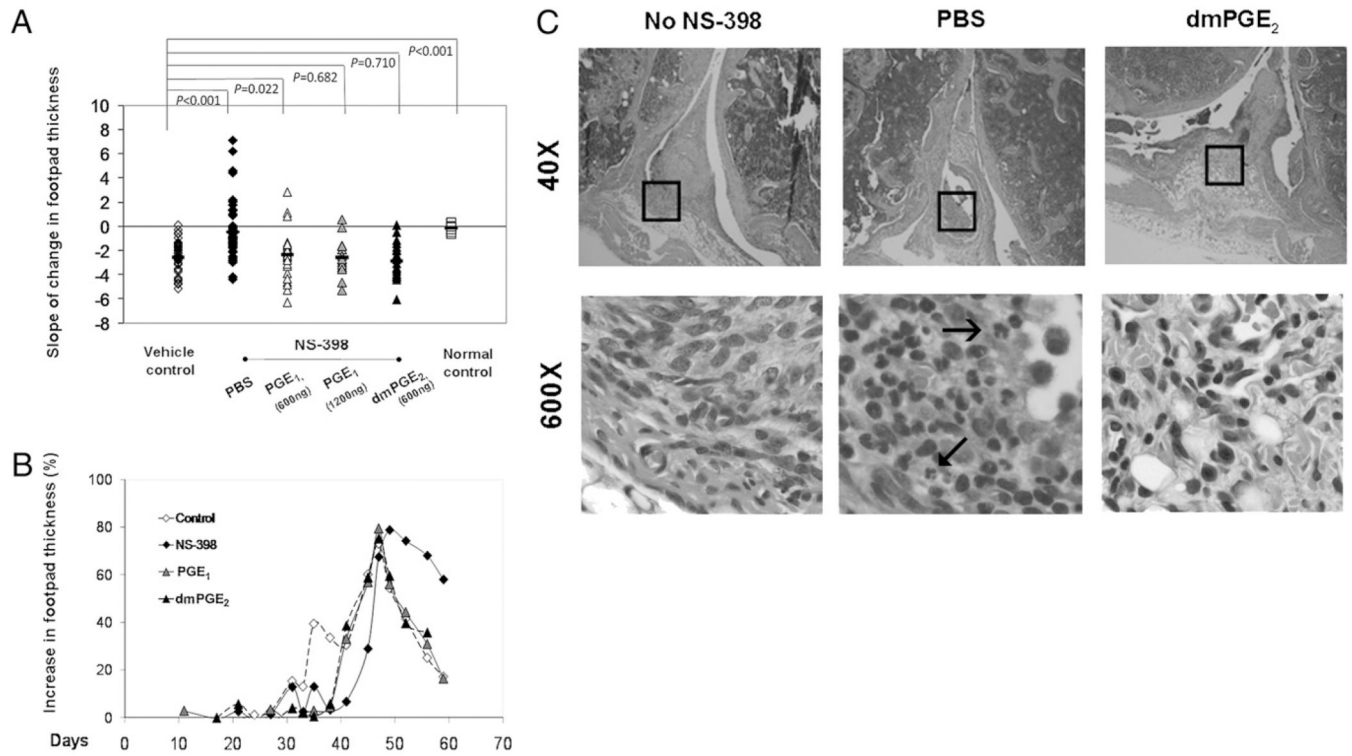 A
P<0.001
P=0.710
P=0.682
P=0.022
P<0.001
Slope of change in footpad thickness
10
8
6
4
2
0
-2
-4
-6
-8
Vehicle control
NS-398
PBS
PGE1, (600ng)
PGE1 (1200ng)
dmPGE2, (600ng)
Normal control
B
Increase in footpad thickness (%)
100
80
60
40
20
0
Control
NS-398
PGE1
dmPGE2
Days 0 10 20 30 40 50 60 70
C
No NS-398 PBS dmPGE2
40X
600X